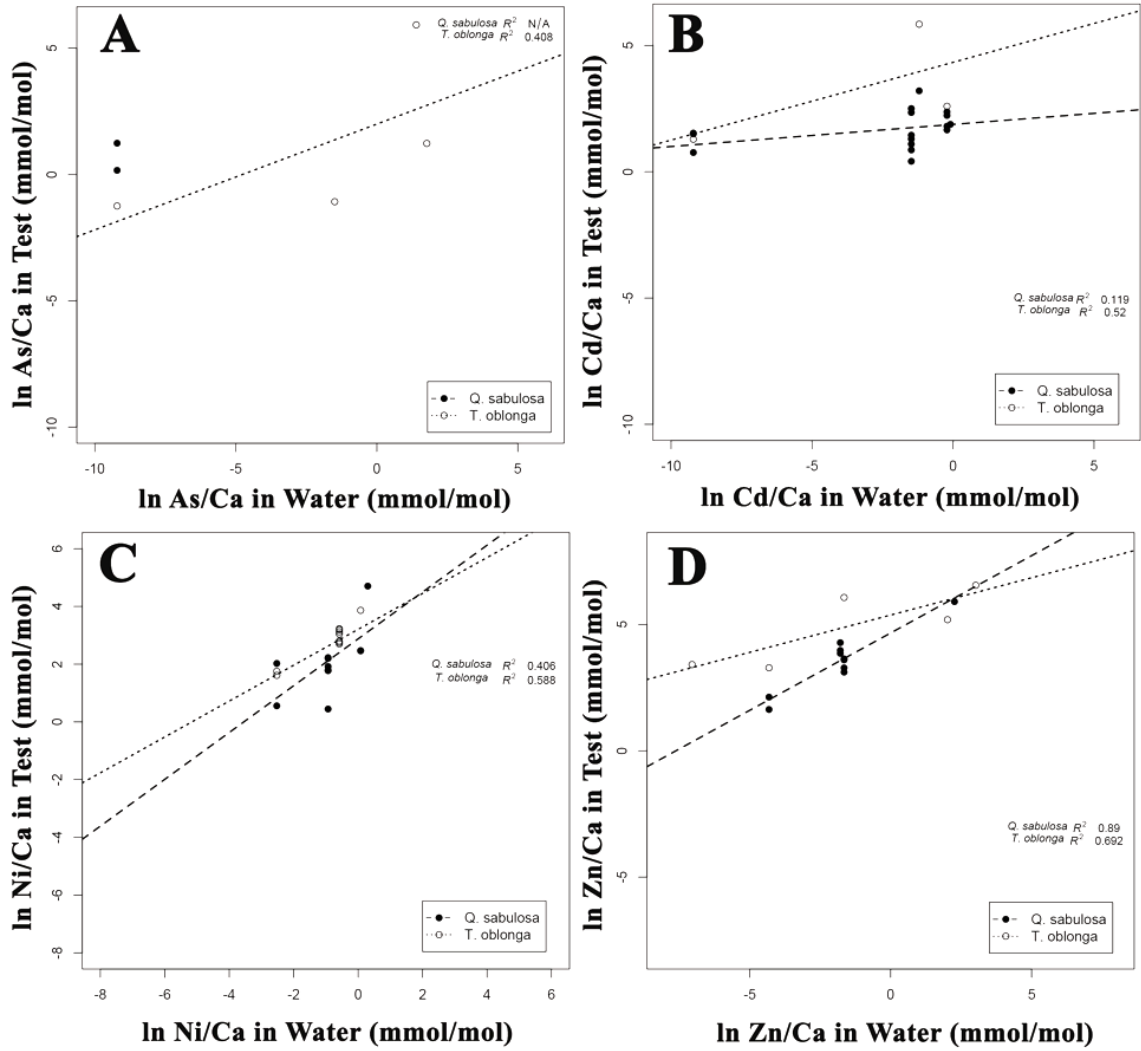 A
Q. sabulosa R² N/A
T. oblonga R² 0.408
ln As/Ca in Test (mmol/mol)
5
0
-5
-10
Q. sabulosa
T. oblonga
-10 -5 0 5
ln As/Ca in Water (mmol/mol)
B
ln Cd/Ca in Test (mmol/mol)
5
0
-5
-10
Q. sabulosa R² 0.119
T. oblonga R² 0.52
Q. sabulosa
T. oblonga
-10 -5 0 5
ln Cd/Ca in Water (mmol/mol)
C
ln Ni/Ca in Test (mmol/mol)
6
4
2
0
-2
-4
-6
-8
Q. sabulosa R² 0.406
T. oblonga R² 0.588
Q. sabulosa
T. oblonga
-8 -6 -4 -2 0 2 4 6
ln Ni/Ca in Water (mmol/mol)
D
ln Zn/Ca in Test (mmol/mol)
5
0
-5
Q. sabulosa R² 0.89
T. oblonga R² 0.692
Q. sabulosa
T. oblonga
-5 0 5
ln Zn/Ca in Water (mmol/mol)